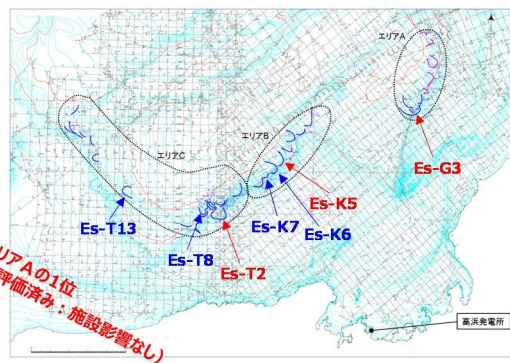 エリアA
エリアB
エリアC
Es-G3
Es-K5
Es-K6
Es-K7
Es-T13
Es-T8
Es-T2
リアAの1位
評価済み：施設影響なし）
高浜発電所